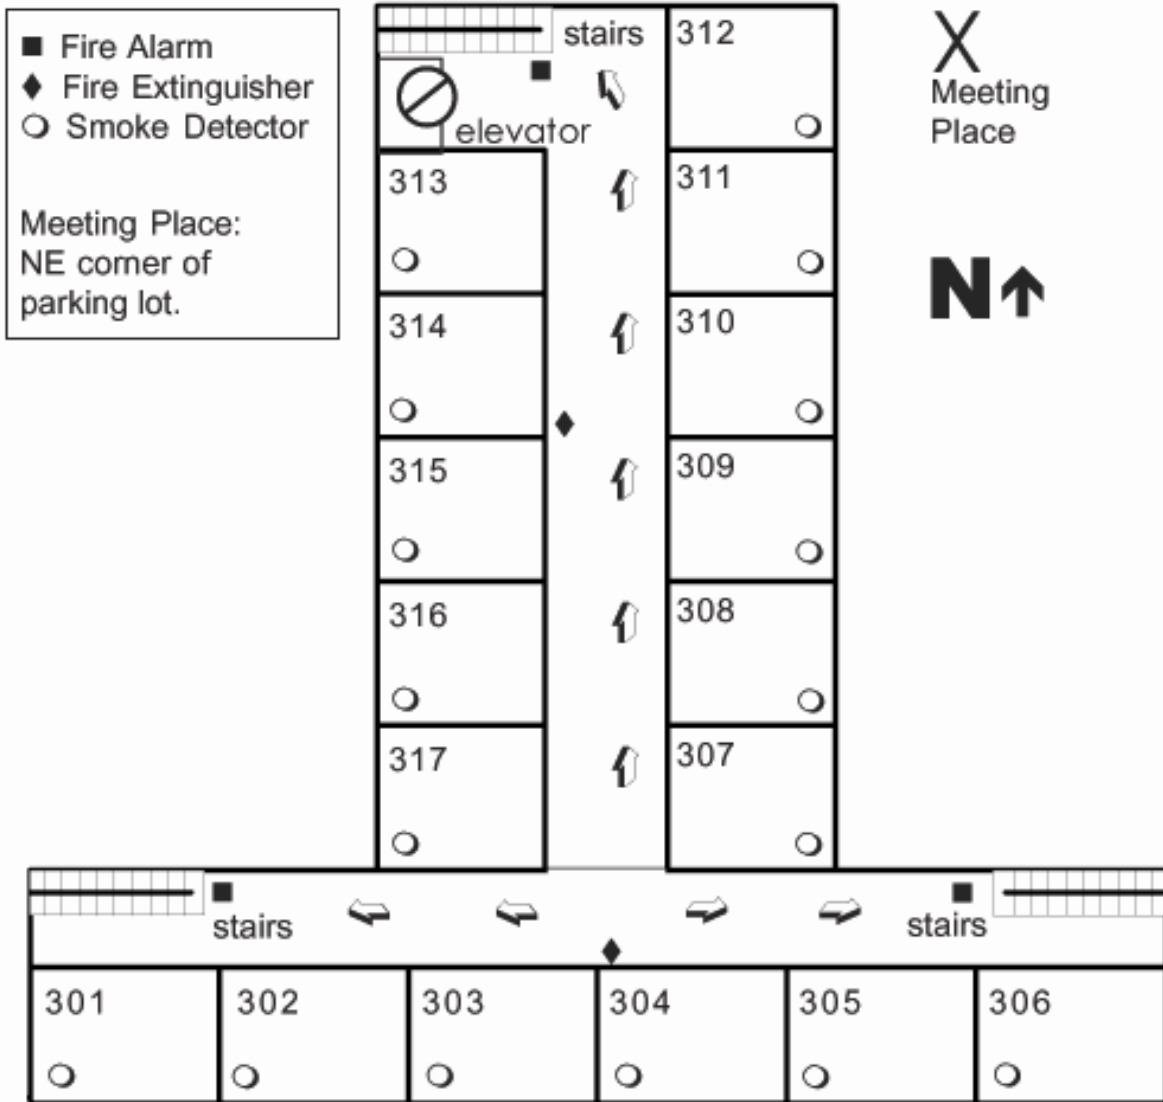 Fire Alarm
Fire Extinguisher
Smoke Detector
Meeting Place:
NE corner of
parking lot.
stairs
elevator
312
X
Meeting
Place
313
311
N
314
310
315
309
316
308
317
307
stairs
stairs
301
302
303
304
305
306